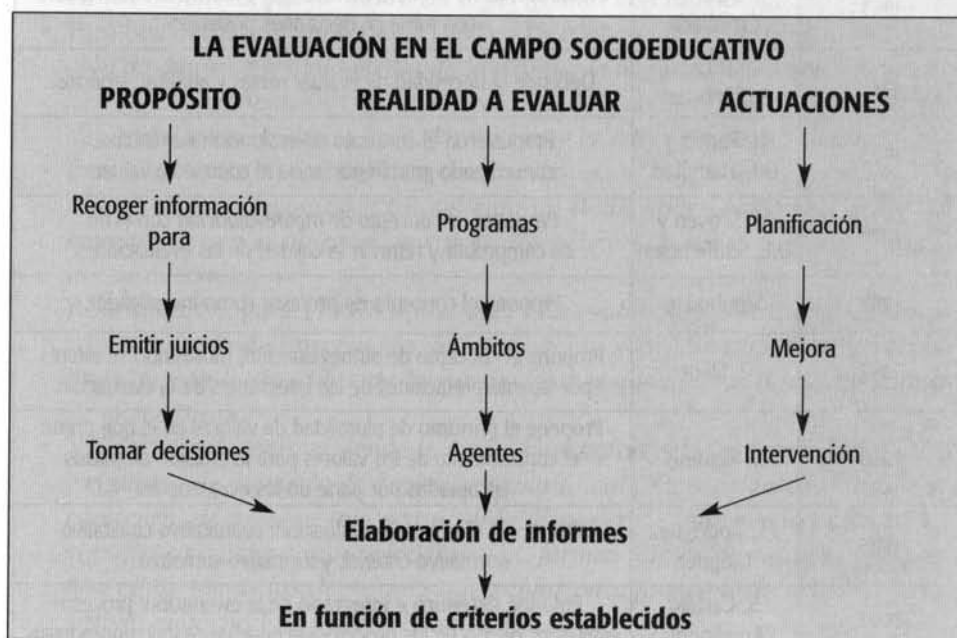 LA EVALUACIÓN EN EL CAMPO SOCIOEDUCATIVO
PROPÓSITO REALIDAD A EVALUAR ACTUACIONES
Recoger información
para
Programas
Planificación
Emitir juicios
Ámbitos
Mejora
Tomar decisiones
Agentes
Intervención
Elaboración de informes
En función de criterios establecidos